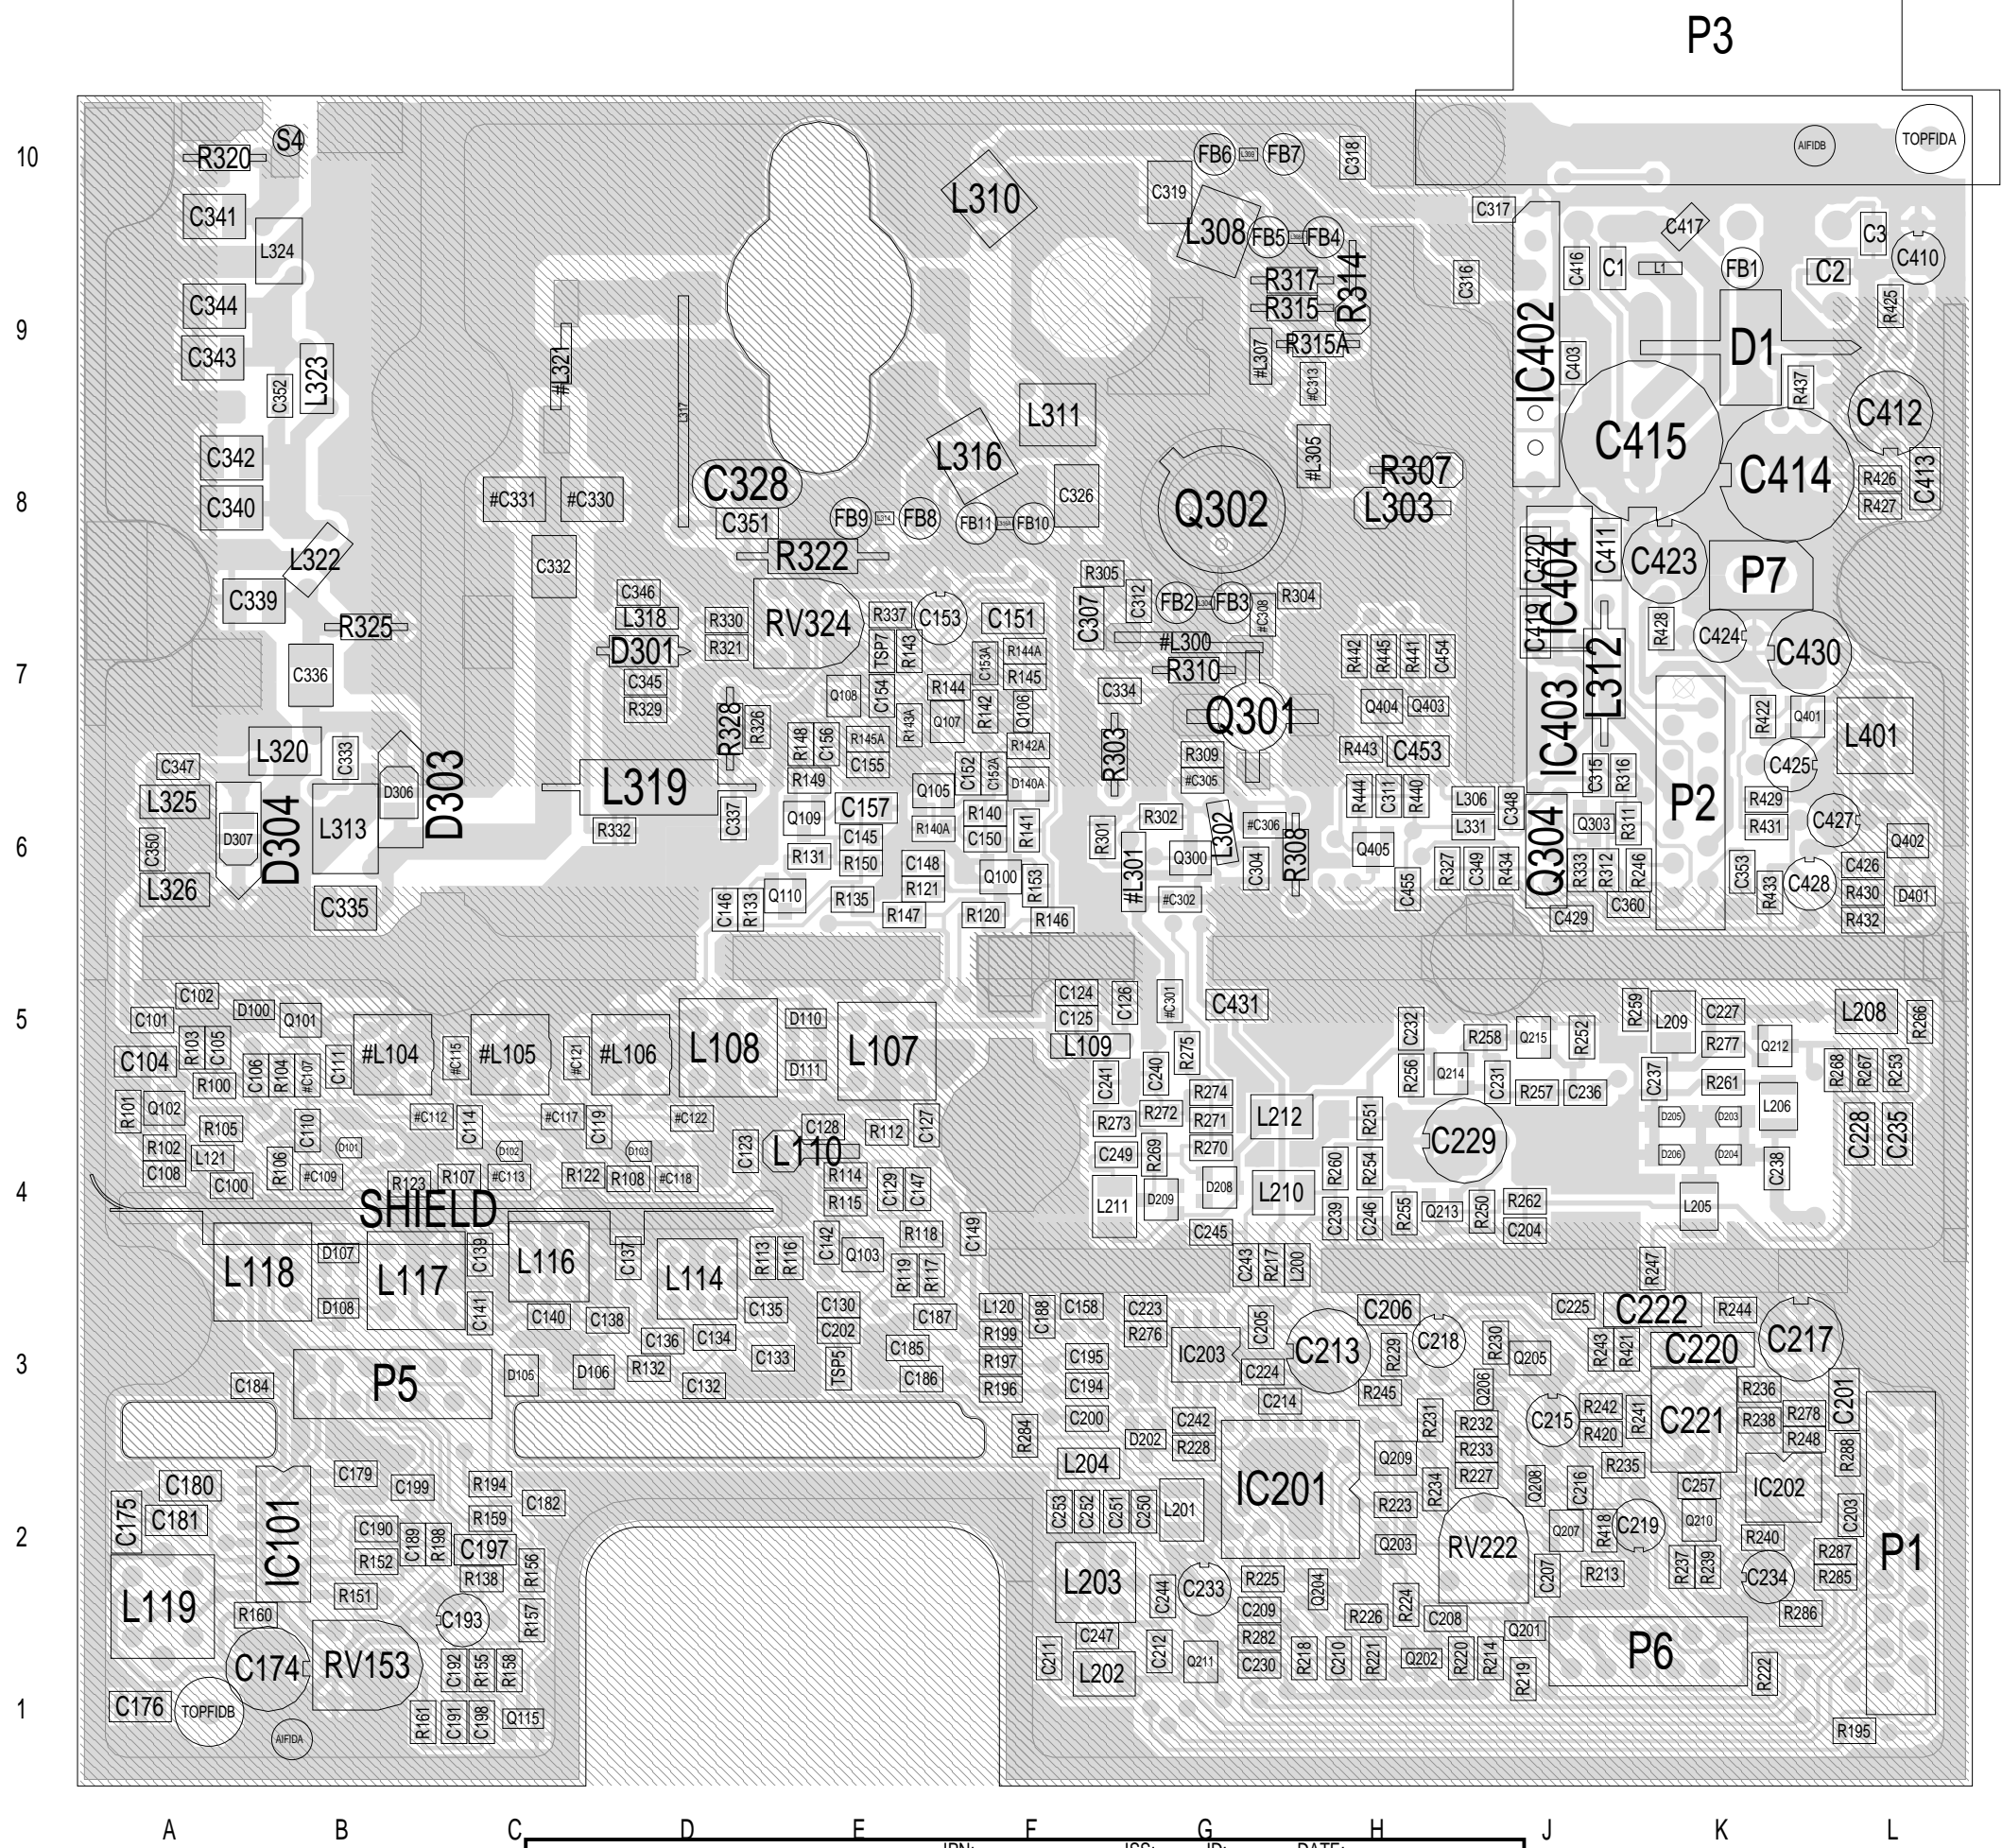 P3
10 S4 R320 FB6 L309 FB7 C318 AIFIDB TOPFIDA
C341 L310 C319 C317
L324 L308 FB5 FB4 C417 C3
R317 R314 C316 C416 C1 L1 FB1 C2 C410
C344 R315 R425
9 R315A IC402 D1
C343 #L321 #L307 C403
C352 L323 L317 L311 #C313 R437 C412
C342 L316 #L305 R307 C415 C414 R426 C413
8 C340 #C331 #C330 C328 C326 Q302 L303 R427
C351 FB9 L314 FB8 FB11 FB10
L322 C332 R322 C420 IC404 C411 C423 P7
C339 C346 R305 C312 FB2 FB3 R304
R325 L318 R330 RV324 R337 C153 C151 C307 #C308 C419 R428 C424
D301 R321 TSP7 R143 C153A R144A #L300 R442 R445 R441 C454 C430
7 C336 C345 R145 R310 L312
R329 Q108 C154 R144 R142 Q106 C334 Q301 Q404 Q403 IC403
R328 R326 R143A Q107 R422 Q401 L401
L320 C333 D303 R148 C156 R145A R142A R303 R309 R443 C453
C347 D306 L319 R149 C155 C152 C152A D140A #C305 C315 R316 C425
L325 D304 L313 Q105 R444 C311 R440 L306 C348 P2 R429
C157 R140 R302 L302
6 C350 D307 R332 C337 Q109 C145 R140A C150 R141 R301 #C306 R308 L331 Q304 Q303 R311 R431 C427
R131 R150 C148 Q300 Q405 Q402
L326 Q110 R121 Q100 R153 #L301 C304 R327 C349 R434 R333 R312 R246 C353 C428 C426
C335 C146 R133 R135 #C302 C455 R433 R430 D401
R147 R120 R146 C429 C360 R432
C102 C124 C126 #C301 C431
5 C101 D100 Q101 D110 C125 R259 L209 C227 L208 R266
R103 C105 C232 R258 Q215 R252
C104 #L104 #C115 #L105 #C121 #L106 L108 L107 L109 R275 R277 Q212
C106 R104 #C107 C111 D111 C241 C240 R256 Q214 C231 C237 R268 R267 R253
R100 R274 R257 C236 R261
R101 Q102 #C112 #C117 #C122 R272 L212 R251 L206
R105 C110 C114 C119 C128 R112 C127 R273 R271 C229 D205 D203 C228 C235
R102 L121 D101 D102 D103 C123 L110 C249 R269 R270 D206 D204
C108 C100 R106 #C109 R123 R107 #C113 R122 R108 #C118 R114 R260 R254 C238
4 R115 C129 C147 L211 D209 D208 L210 R262
SHIELD C239 C246 R255 Q213 R250 L205
D107 C139 C142 Q103 R118 C149 C245 C204
L118 L117 L116 C137 L114 R113 R116 R119 R117 C243 R217 L200 R247
D108 C141 C135 C130 L120 C188 C158 C223 C206 C225 C222 R244
C140 C138 C187 C205
C136 C134 C202 R199 R276 C213 C218 R230 R243 R421 C220 C217
3 C133 C185 C195 IC203 R229 Q205
P5 D105 D106 R132 TSP5 R197 C224
C184 C132 C186 R196 C194 C214 R245 Q206 R236 C201
C200 C242 R231 R232 C215 R242 R241 C221 R238 R278
R284 D202 R228 R233 R420 R248
C179 L204 Q209 R235 R288
C180 C199 R194 IC201 R234 R227 Q208 C216 C257 IC202
C175 C181 C182 C253 C252 C251 C250 L201 R223
2 IC101 C190 C189 R198 R159 Q207 R418 C219 Q210 C203
R152 C197 Q203 RV222 R240 P1
L119 R138 R156 L203 R225 C207 R213 R237 R239 C234 R287
R151 C244 C233 Q204 R285
R160 C193 R157 C209 R224 R286
C247 R226 C208 Q201
C174 RV153 C192 R155 R158 C211 L202 C212 Q211 R282 R218 C210 R221 Q202 R220 R214 P6
C230 R219 R222
1 C176 TOPFIDB R161 C191 C198 Q115 R195
AIFIDA
A B C D E F G H J K L